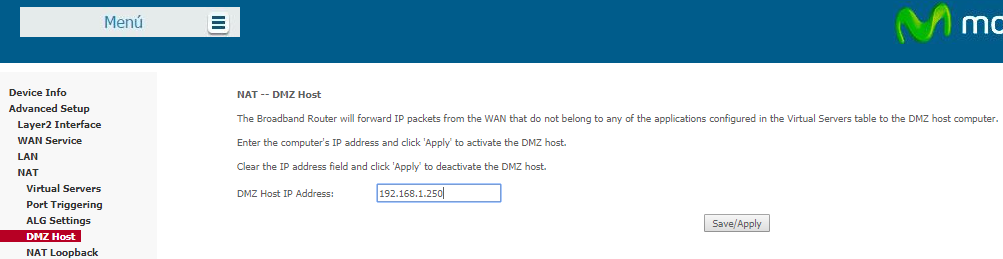 Menú
Device Info
Advanced Setup
Layer2 Interface
WAN Service
LAN
NAT
Virtual Servers
Port Triggering
ALG Settings
DMZ Host
NAT Loopback
NAT -- DMZ Host
The Broadband Router will forward IP packets from the WAN that do not belong to any of the applications configured in the Virtual Servers table to the DMZ host computer.
Enter the computer's IP address and click 'Apply' to activate the DMZ host.
Clear the IP address field and click 'Apply' to deactivate the DMZ host.
DMZ Host IP Address: 192.168.1.250
Save/Apply